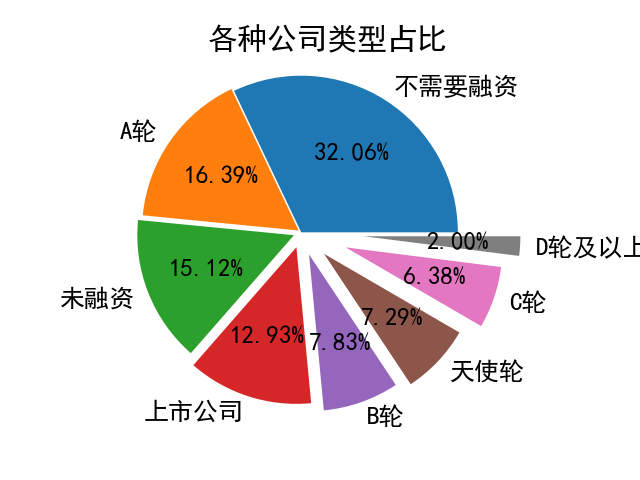 各种公司类型占比
不需要融资
32.06%
A轮
16.39%
未融资
15.12%
上市公司
12.93%
B轮
7.83%
天使轮
7.29%
C轮
6.38%
D轮及以上
2.00%